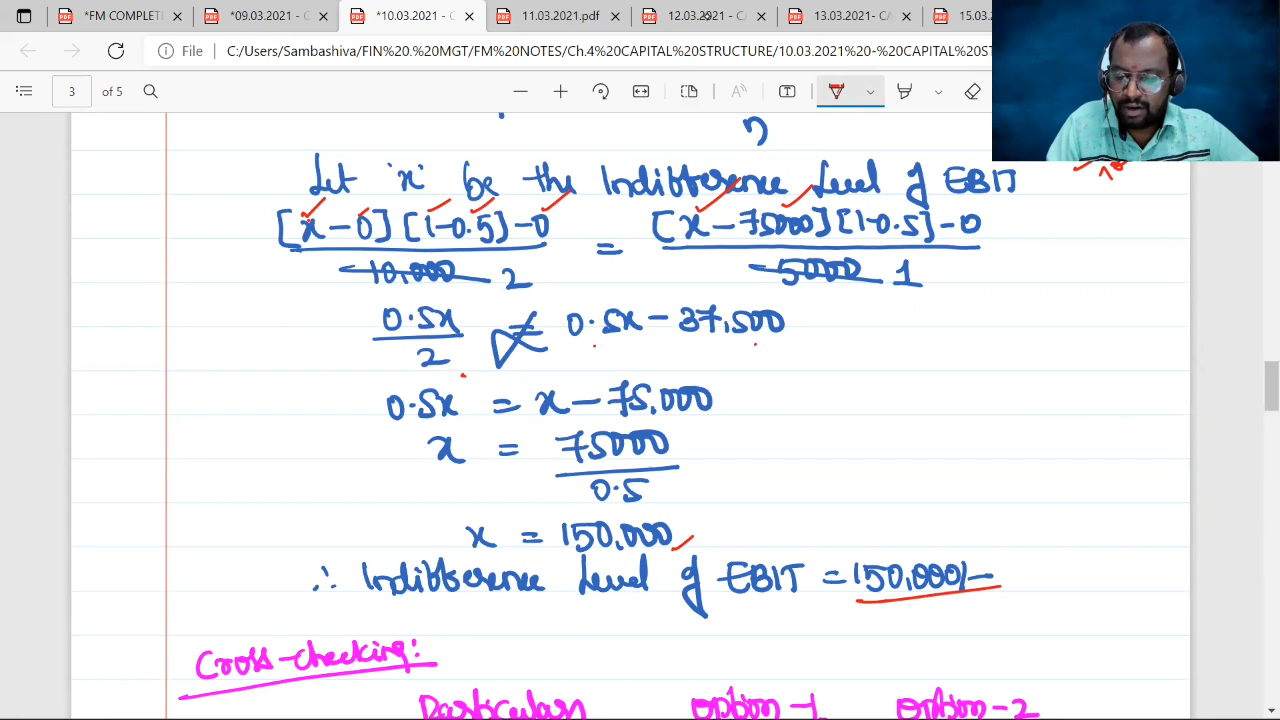 *FM COMPLETE *09.03.2021 - C *10.03.2021 - C 11.03.2021.pdf 12.03.2021 - CA 13.03.2021- CA 15.03
File C:/Users/Sambashiva/FIN%20.%20MGT/FM%20NOTES/Ch.4%20CAPITAL%20STRUCTURE/10.03.2021%20-%20CAPITAL%20ST
3 of 5
n
Let 'x' be the Indifference Level of EBIT
[x-0][1-0.5]-0 = [x-75000][1-0.5]-0
10,000 2 50000 1
0.5x = 0.5x - 37,500
2
0.5x = x - 75,000
x = 75000
0.5
x = 150,000
∴ Indifference Level of EBIT = 150,000/-
Cross-checking:
Particulars option-1 option-2